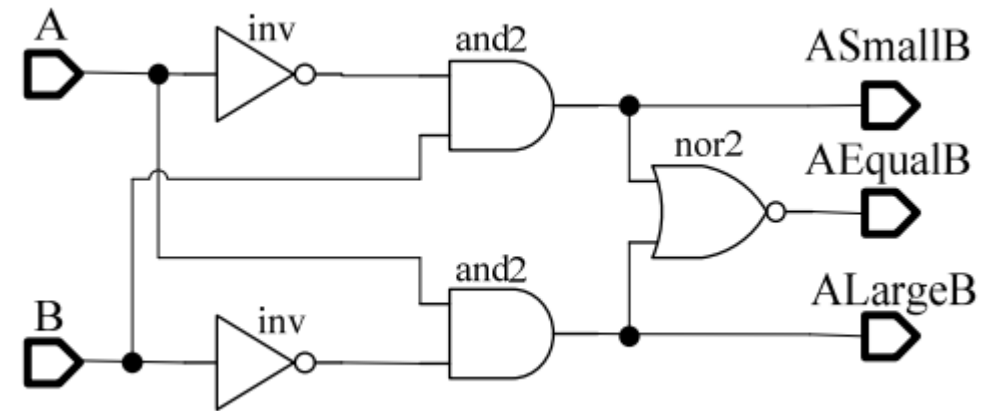 A
inv
and2
ASmallB
nor2
AEqualB
and2
ALargeB
B
inv